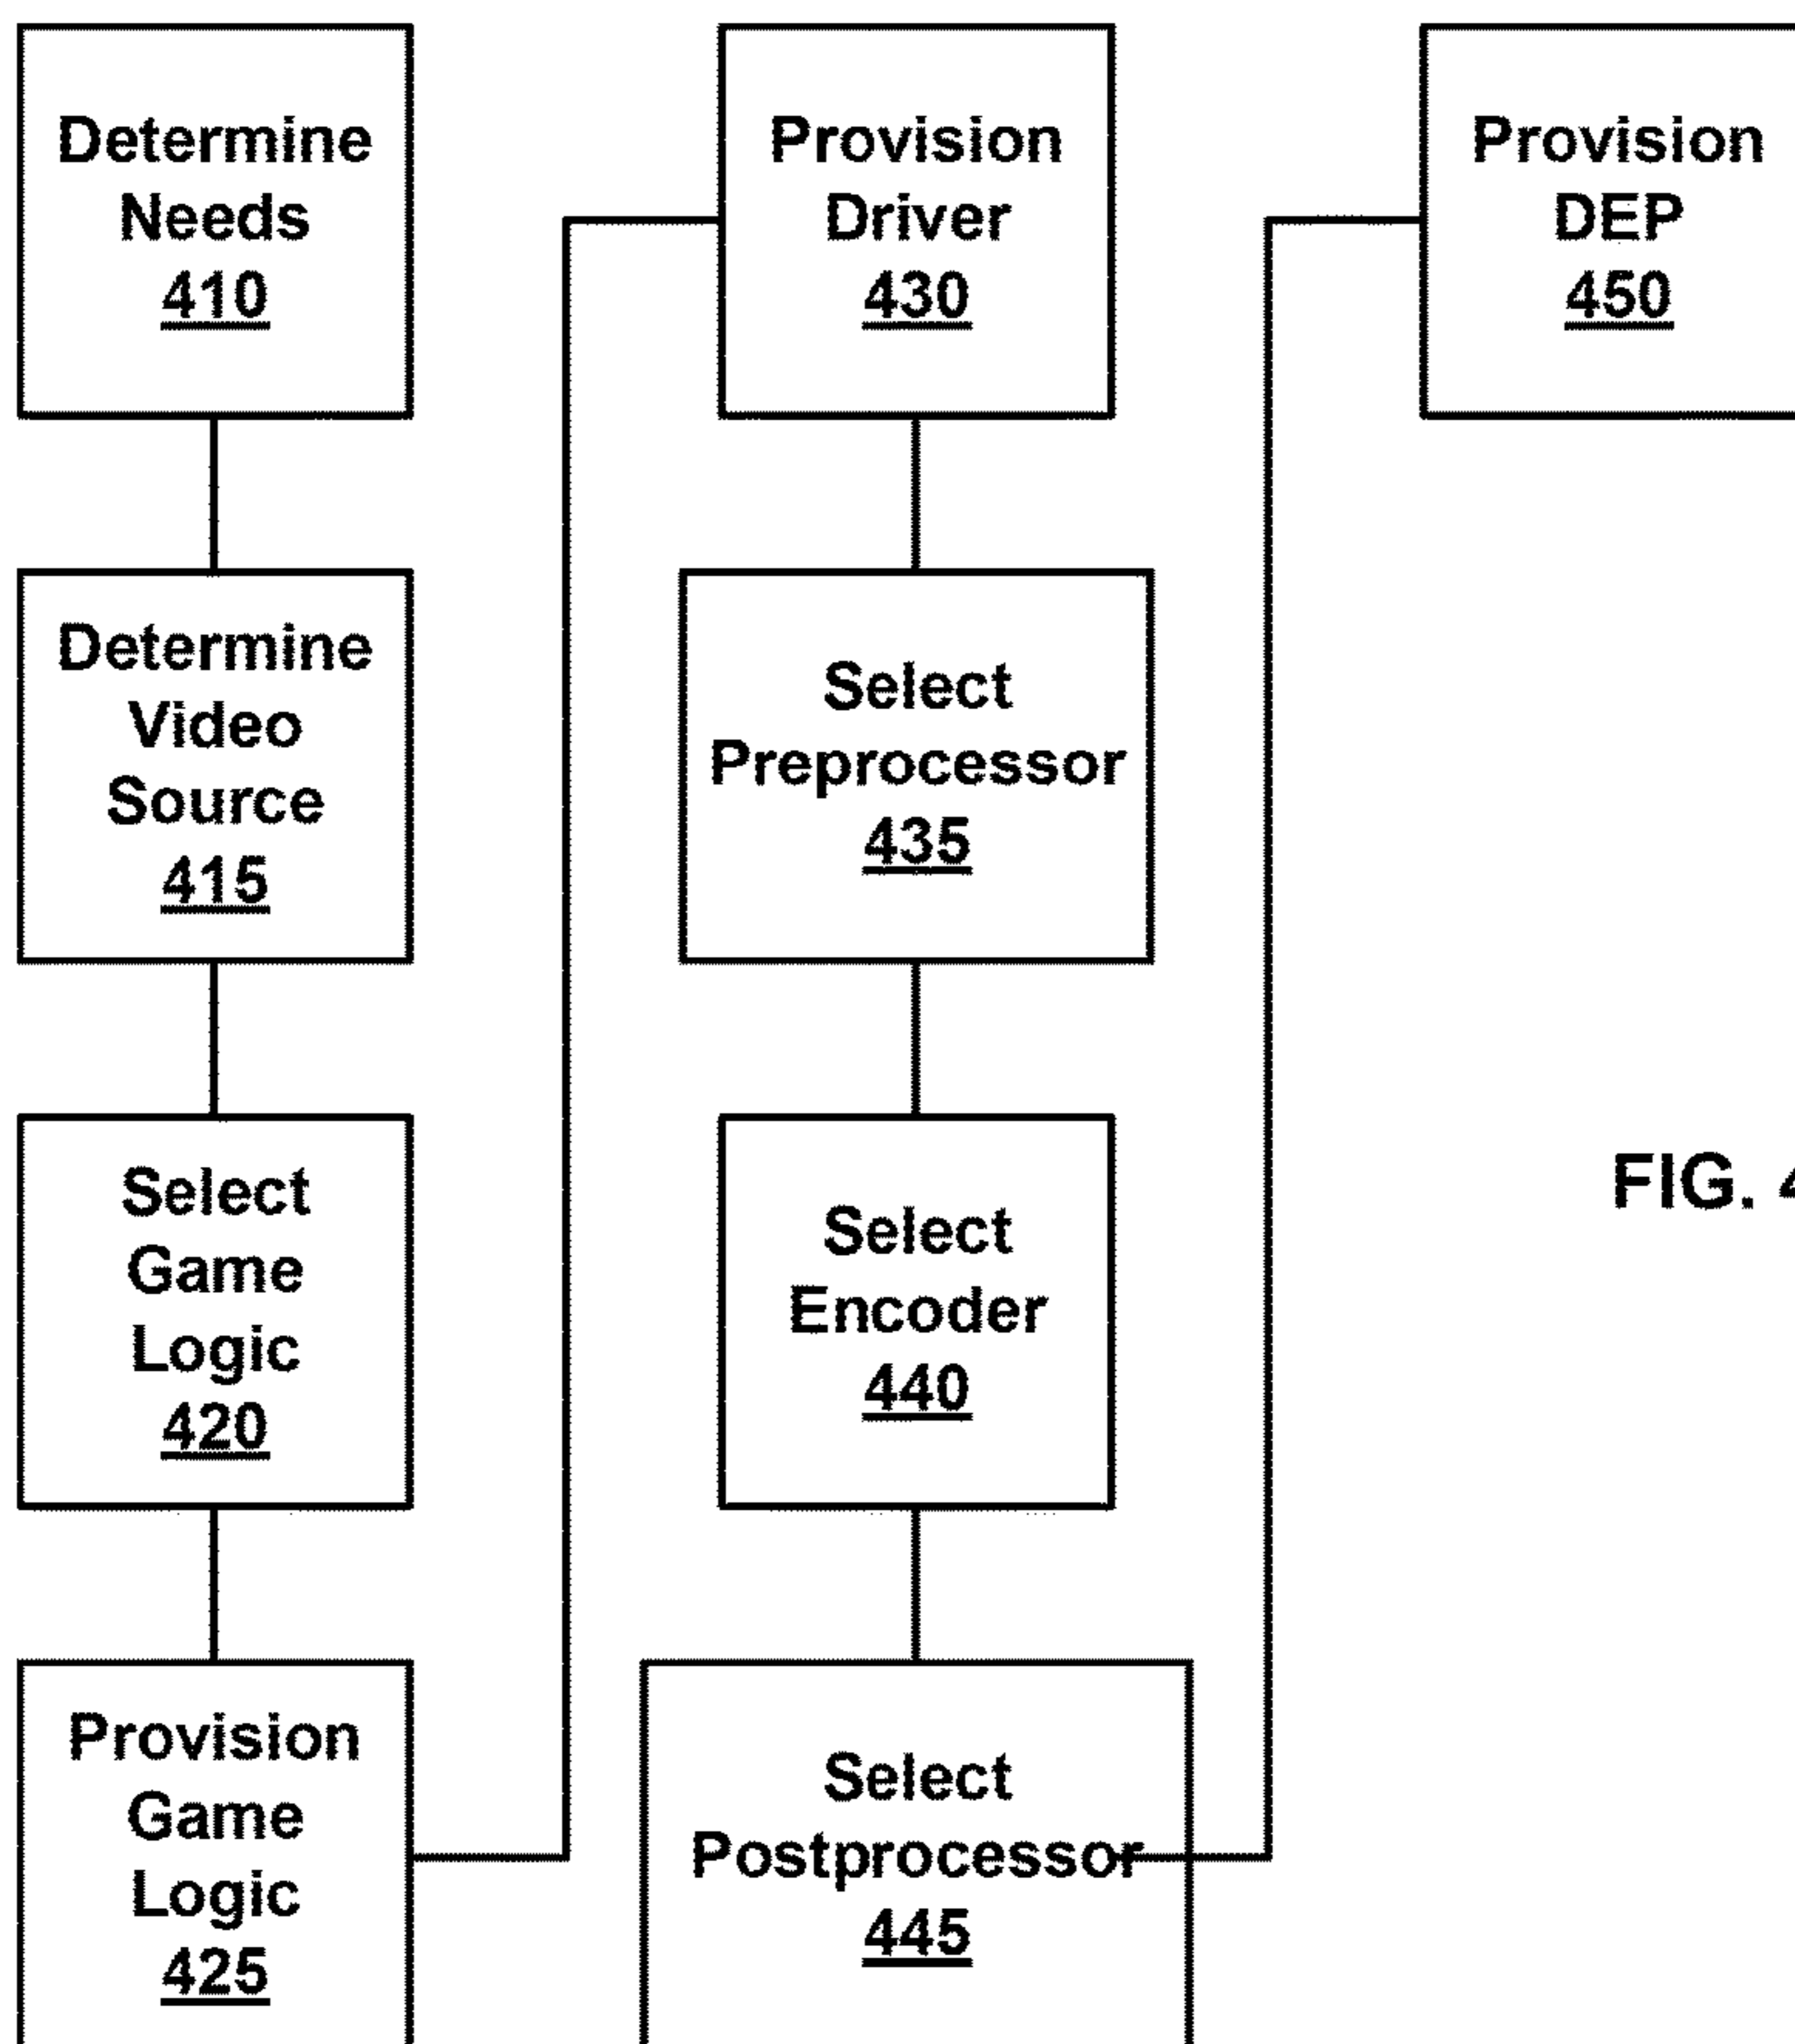 Determine
Needs
410
Determine
Video
Source
415
Select
Game
Logic
420
Provision
Game
Logic
425
Provision
Driver
430
Select
Preprocessor
435
Select
Encoder
440
Select
Postprocessor
445
Provision
DEP
450
FIG. 4